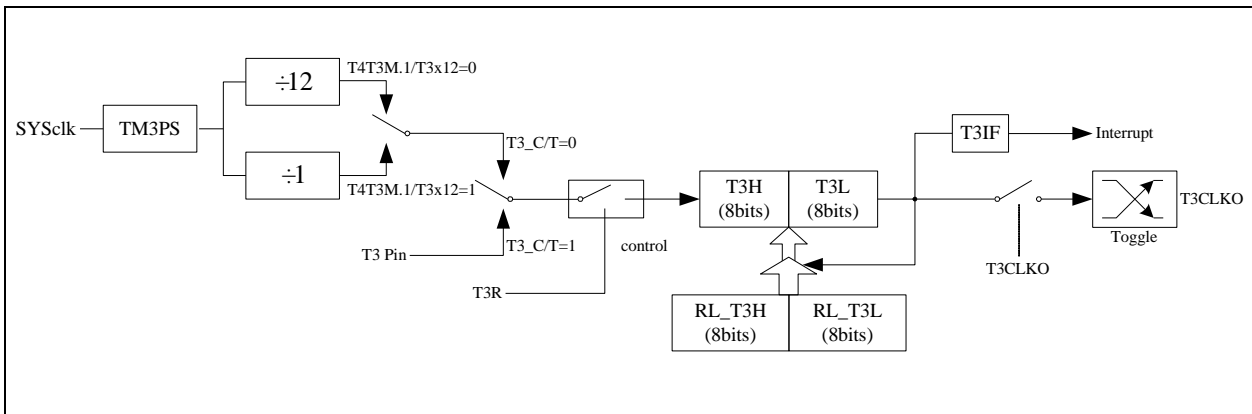 ÷12
T4T3M.1/T3x12=0
SYSclk
TM3PS
÷1
T4T3M.1/T3x12=1
T3_C/T=0
T3_C/T=1
T3 Pin
T3R
control
T3H
(8bits)
T3L
(8bits)
RL_T3H
(8bits)
RL_T3L
(8bits)
T3IF
Interrupt
T3CLKO
Toggle
T3CLKO